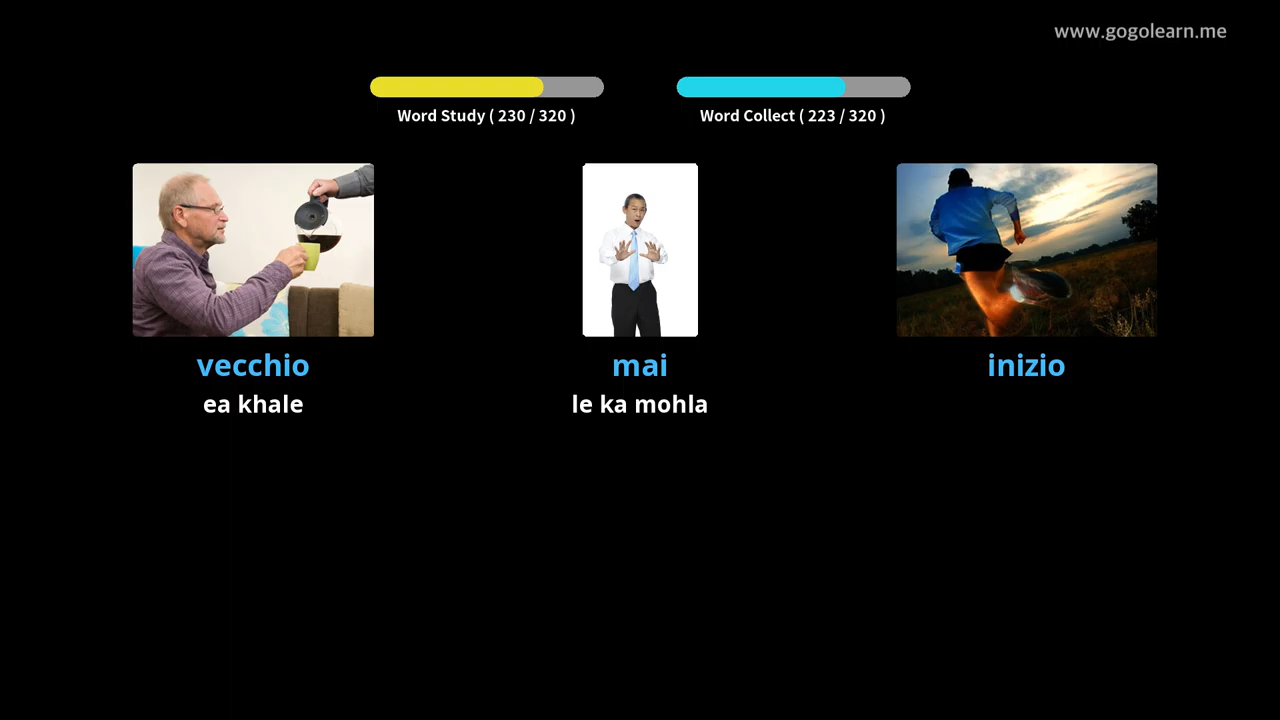 www.gogolearn.me
Word Study ( 230 / 320 )
Word Collect ( 223 / 320 )
vecchio
ea khale
mai
le ka mohla
inizio